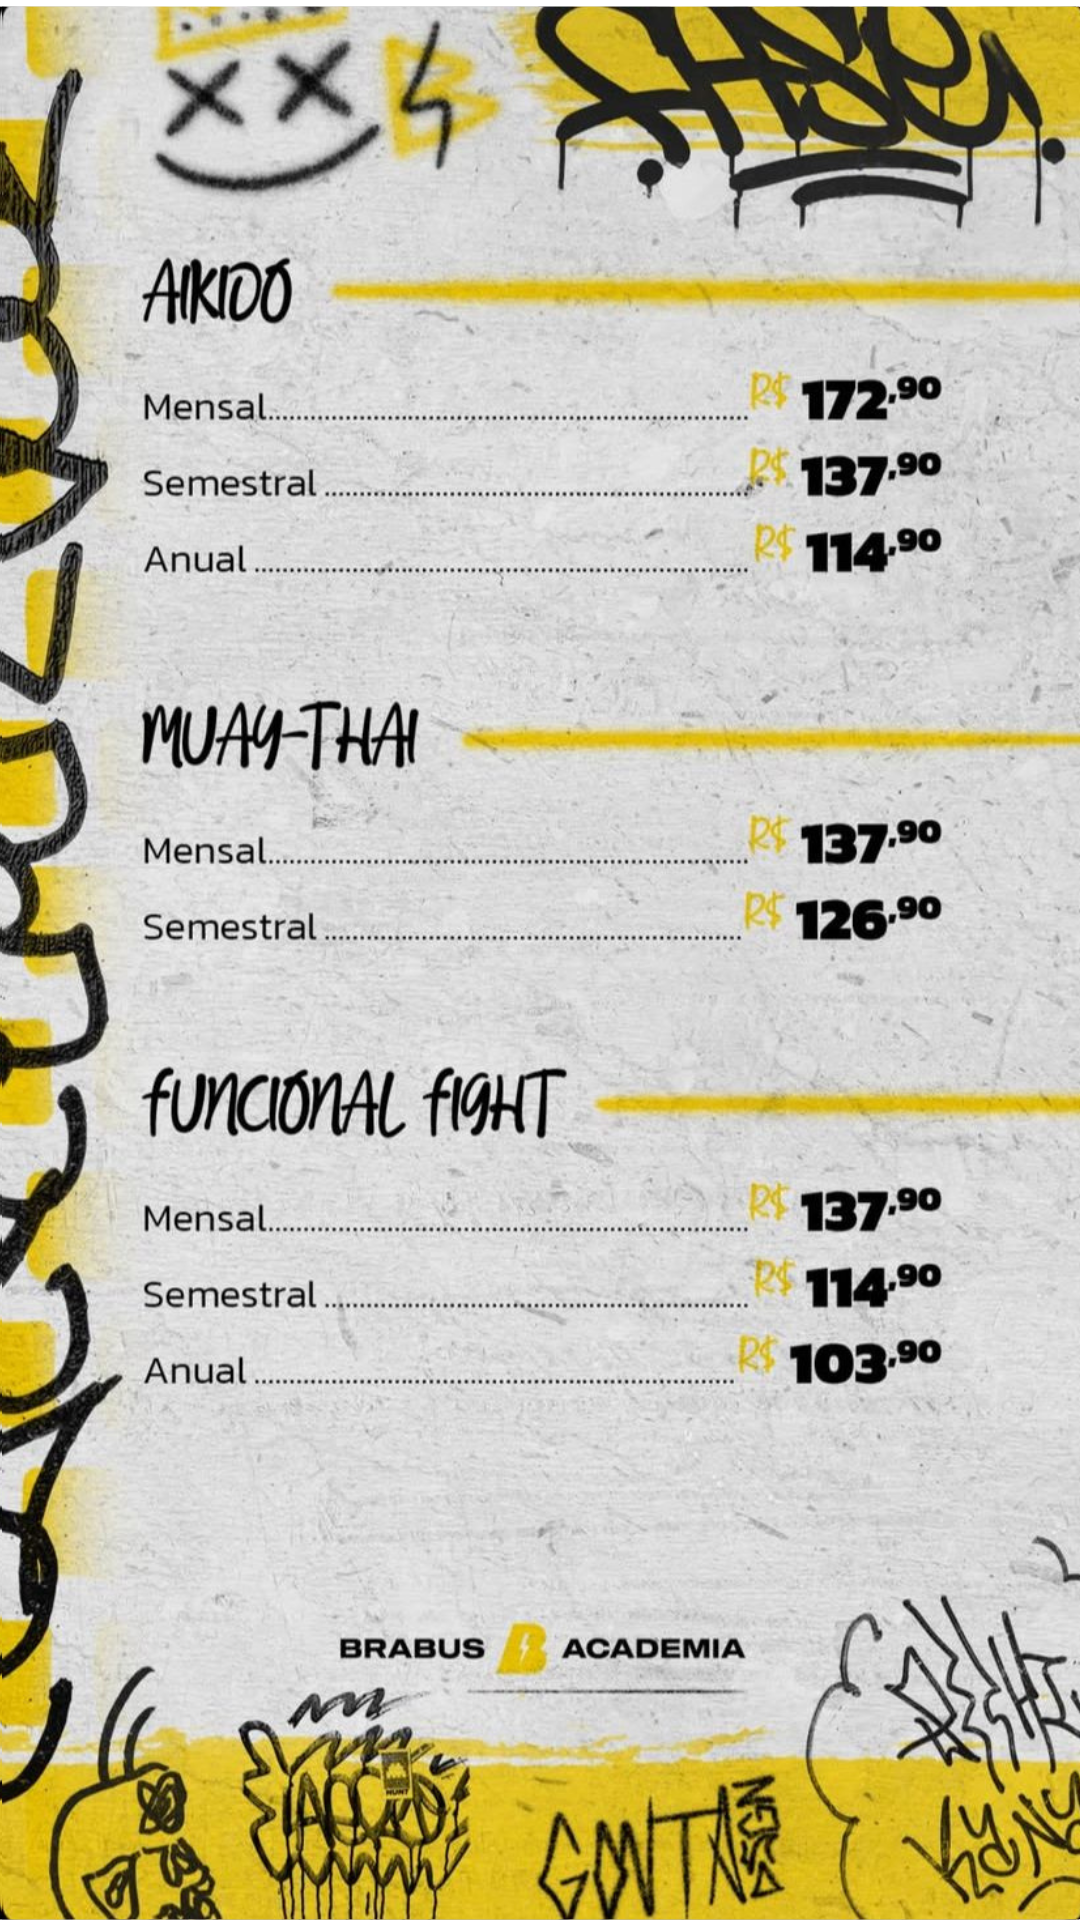 AIKIDO
Mensal R$ 172,90
Semestral R$ 137,90
Anual R$ 114,90
MUAY-THAI
Mensal R$ 137,90
Semestral R$ 126,90
FUNCIONAL FIGHT
Mensal R$ 137,90
Semestral R$ 114,90
Anual R$ 103,90
BRABUS B ACADEMIA
HUNT